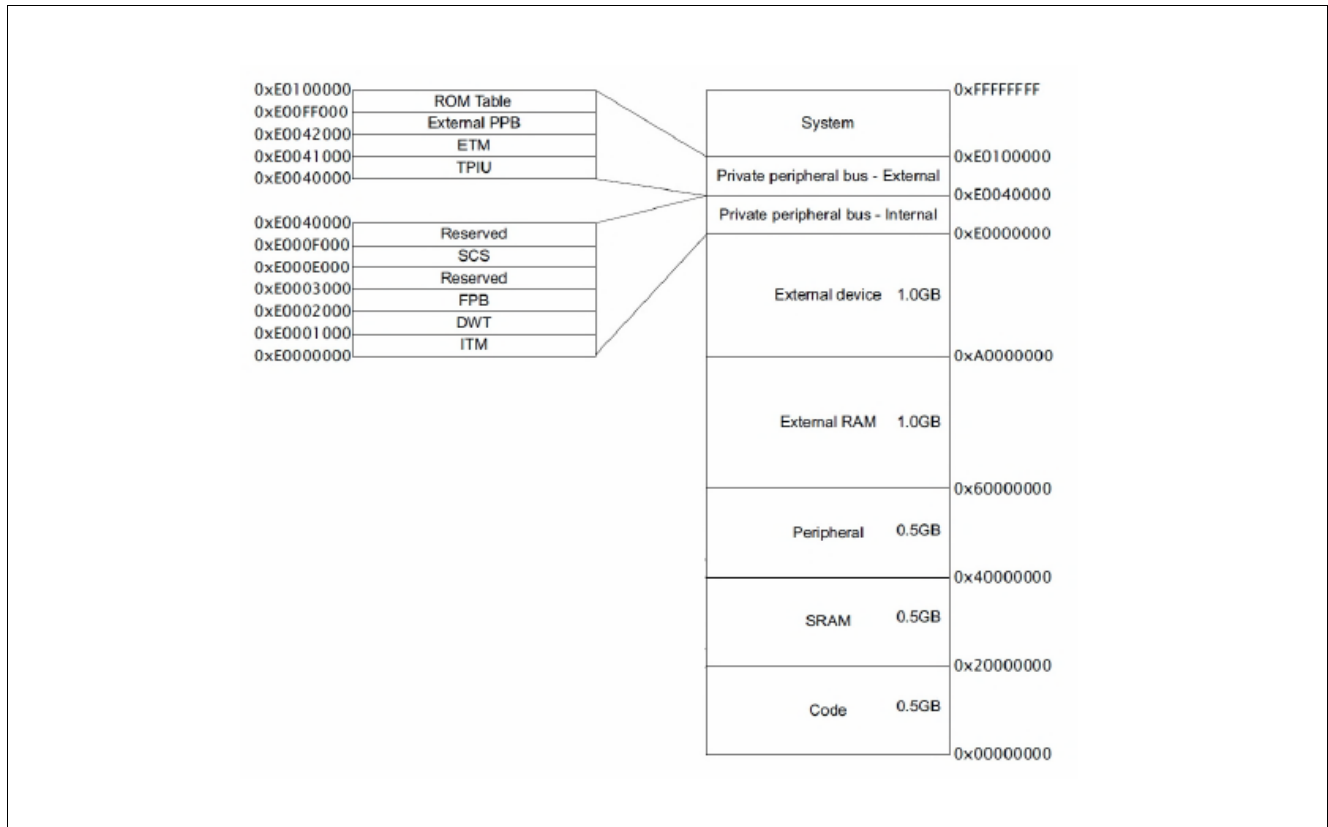 0xE0100000
ROM Table
0xE00FF000
External PPB
0xE0042000
ETM
0xE0041000
TPIU
0xE0040000
0xE0040000
Reserved
0xE000F000
SCS
0xE000E000
Reserved
0xE0003000
FPB
0xE0002000
DWT
0xE0001000
ITM
0xE0000000
0xFFFFFFFF
System
0xE0100000
Private peripheral bus - External
0xE0040000
Private peripheral bus - Internal
0xE0000000
External device 1.0GB
0xA0000000
External RAM 1.0GB
0x60000000
Peripheral 0.5GB
0x40000000
SRAM 0.5GB
0x20000000
Code 0.5GB
0x00000000